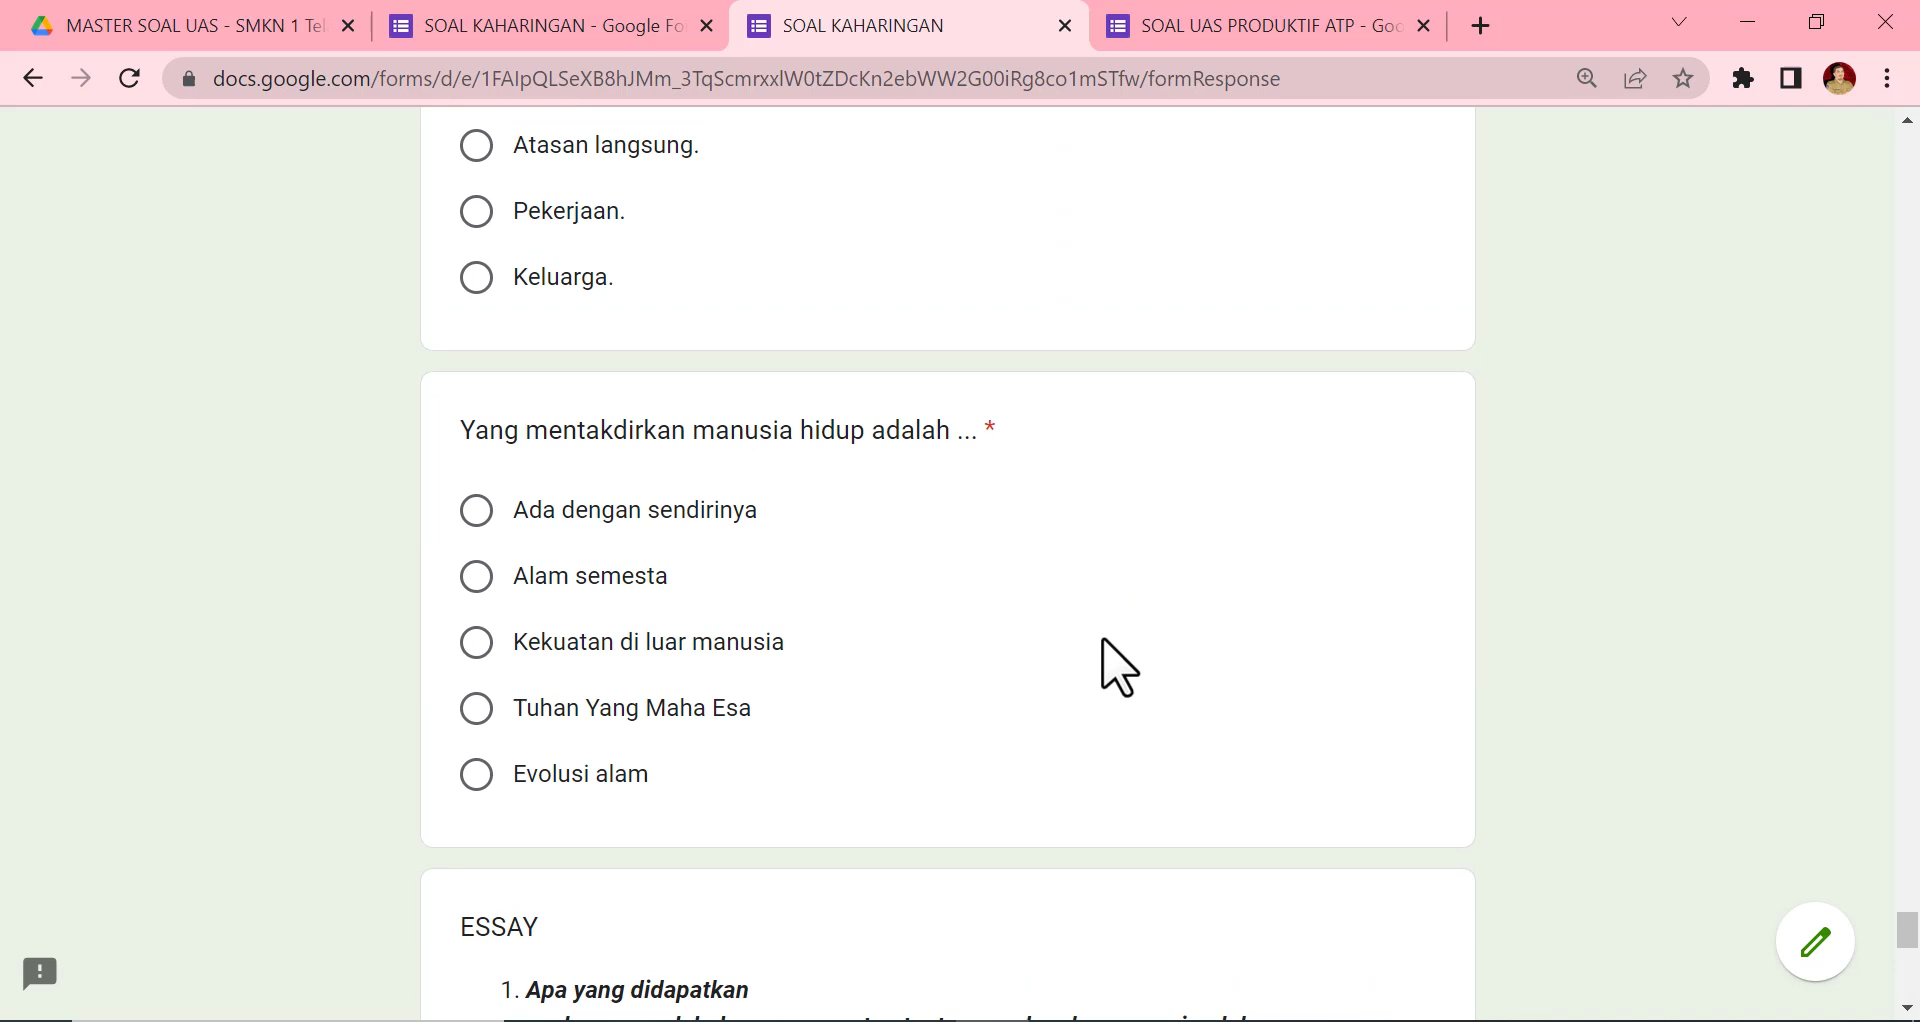 MASTER SOAL UAS - SMKN 1 Tel
SOAL KAHARINGAN - Google Fo
SOAL KAHARINGAN
SOAL UAS PRODUKTIF ATP - Goo
docs.google.com/forms/d/e/1FAIpQLSeXB8hJMm_3TqScmrxxlW0tZDcKn2ebWW2G00iRg8co1mSTfw/formResponse
Atasan langsung.
Pekerjaan.
Keluarga.
Yang mentakdirkan manusia hidup adalah ... *
Ada dengan sendirinya
Alam semesta
Kekuatan di luar manusia
Tuhan Yang Maha Esa
Evolusi alam
ESSAY
1. Apa yang didapatkan